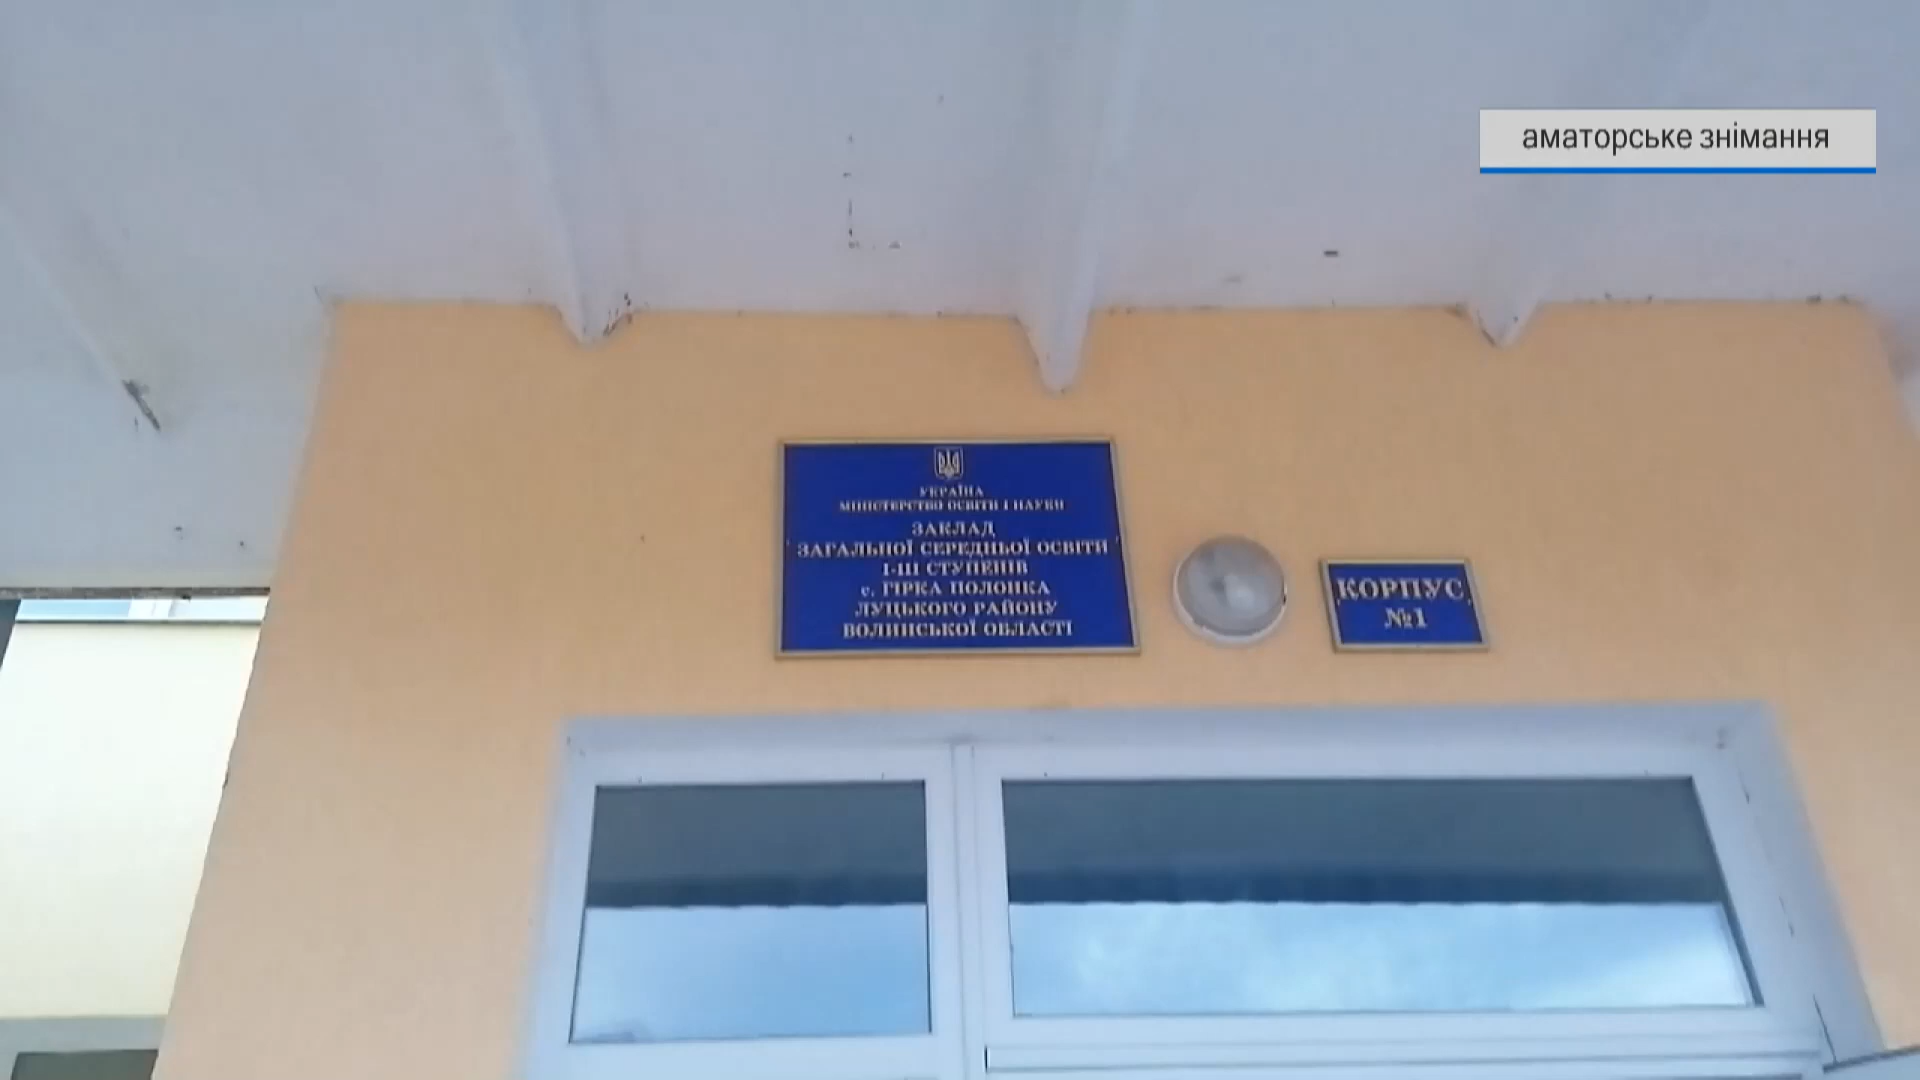 аматорське знімання
УКРАЇНА
МІНІСТЕРСТВО ОСВІТИ І НАУКИ
ЗАКЛАД
ЗАГАЛЬНОЇ СЕРЕДНЬОЇ ОСВІТИ
І-ІІІ СТУПЕНІВ
с. ГІРКА ПОЛОНКА
ЛУЦЬКОГО РАЙОНУ
ВОЛИНСЬКОЇ ОБЛАСТІ
КОРПУС
№1